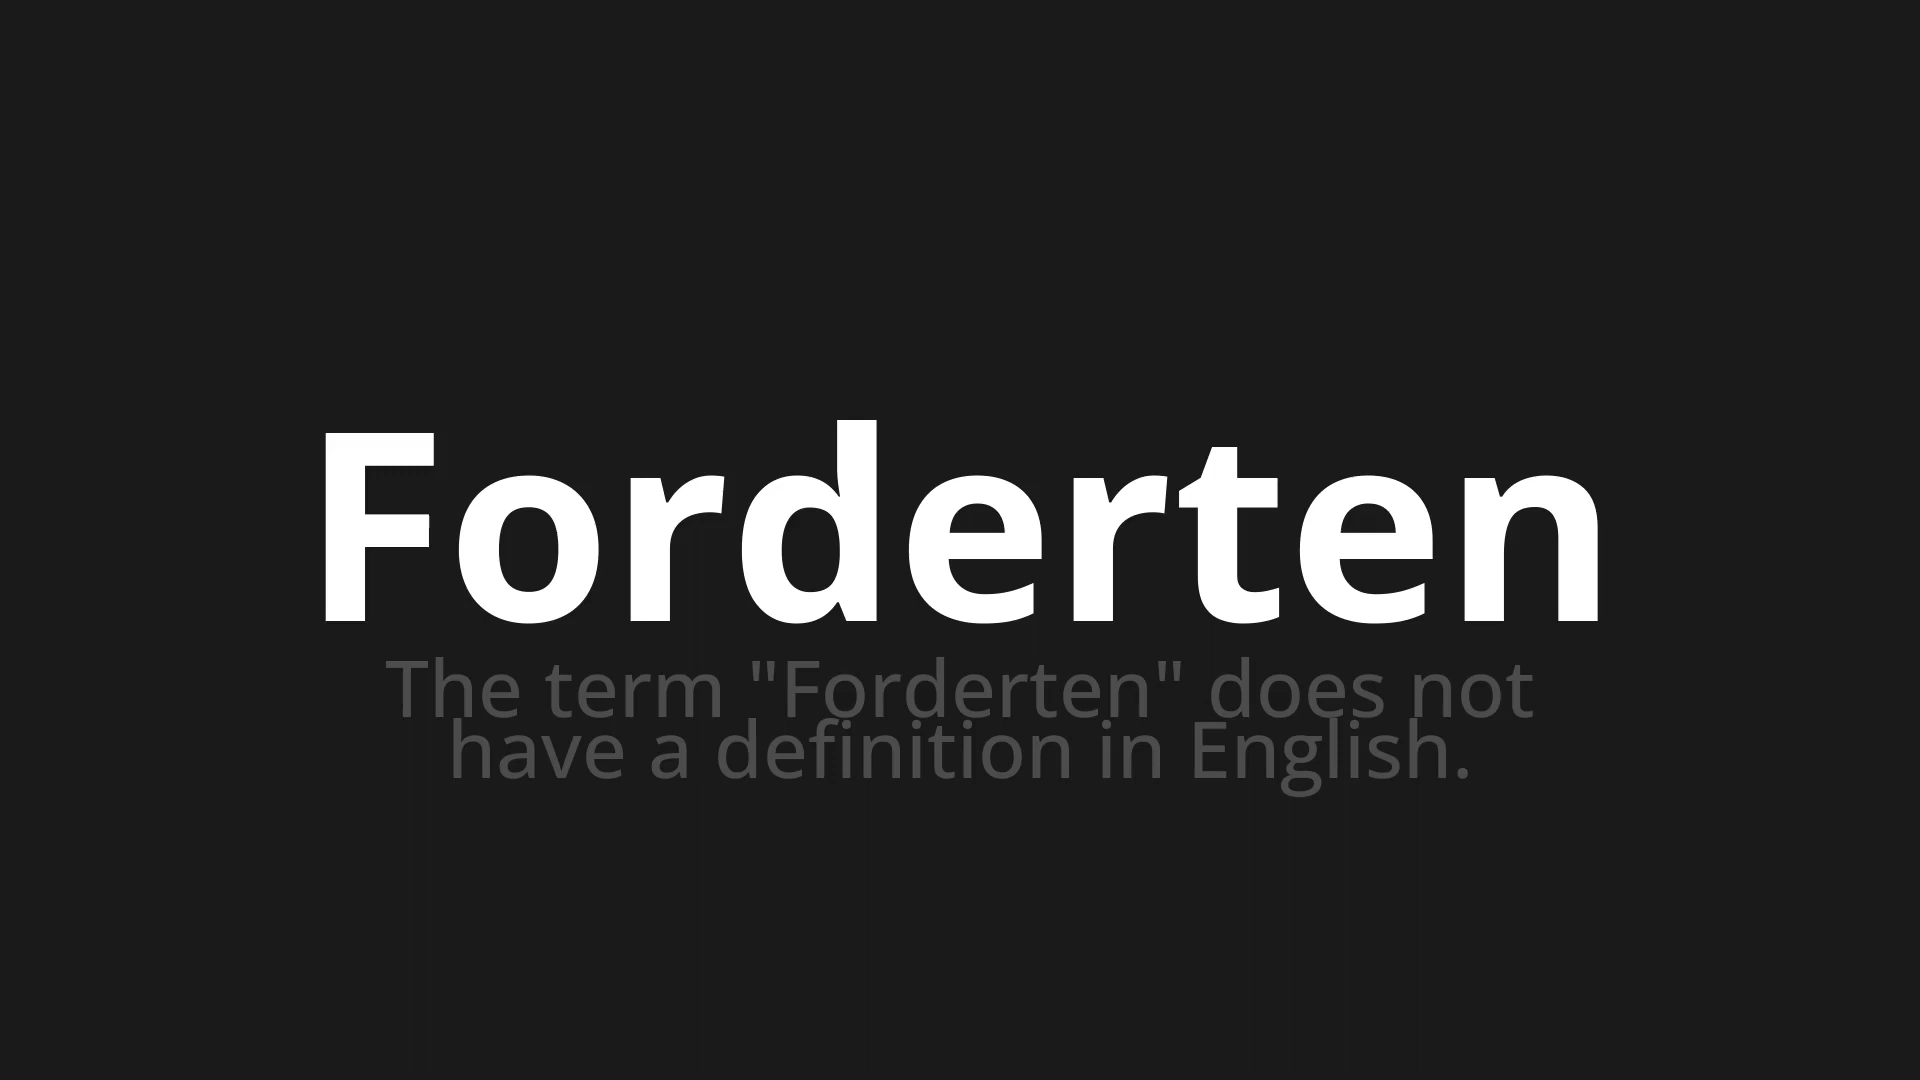 Forderten
The term "Forderten" does not
have a definition in English.